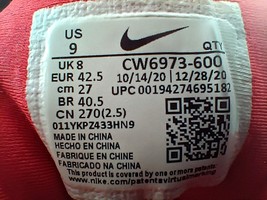 US
9
QTY
UK 8
CW6973-600
EUR 42.5
10/14/20 | 12/28/20
cm 27
UPC 00194274695182
BR 40.5
CN 270(2.5)
011YKPZ433HN9
MADE IN CHINA
HECHO EN CHINA
FABRIQUE EN CHINE
FABRICADO NA CHINA
This product is covered by one or more
www.nike.com/patents&virtualmarking